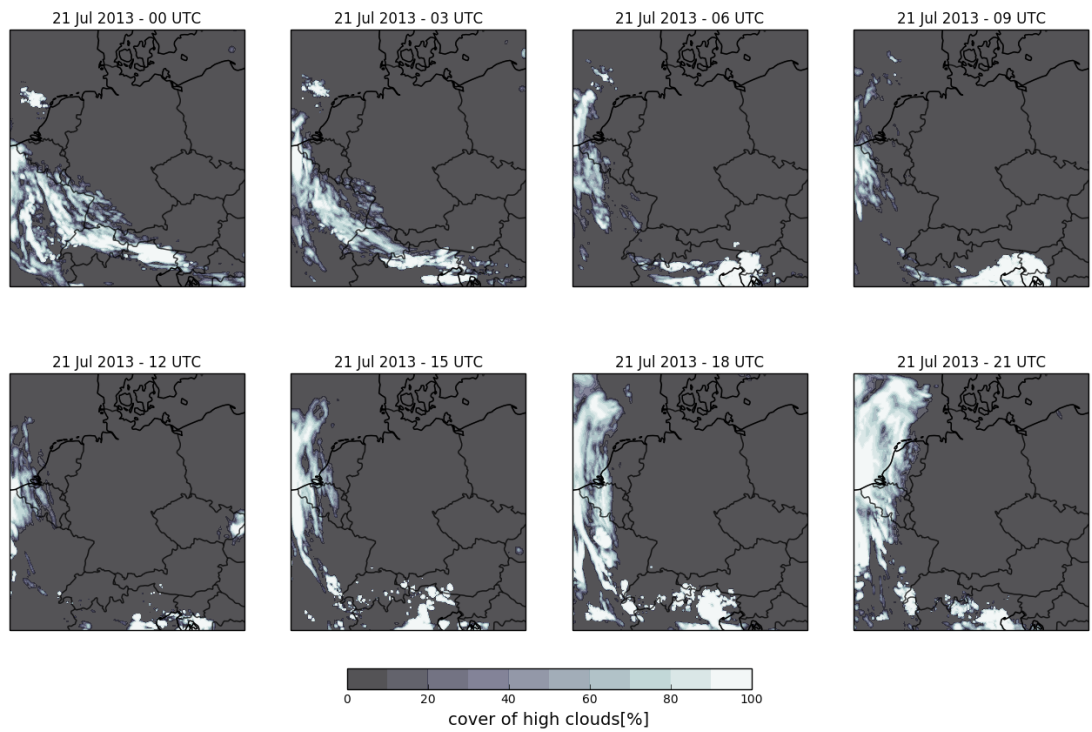 21 Jul 2013 - 00 UTC
21 Jul 2013 - 03 UTC
21 Jul 2013 - 06 UTC
21 Jul 2013 - 09 UTC
21 Jul 2013 - 12 UTC
21 Jul 2013 - 15 UTC
21 Jul 2013 - 18 UTC
21 Jul 2013 - 21 UTC
0 20 40 60 80 100
cover of high clouds[%]